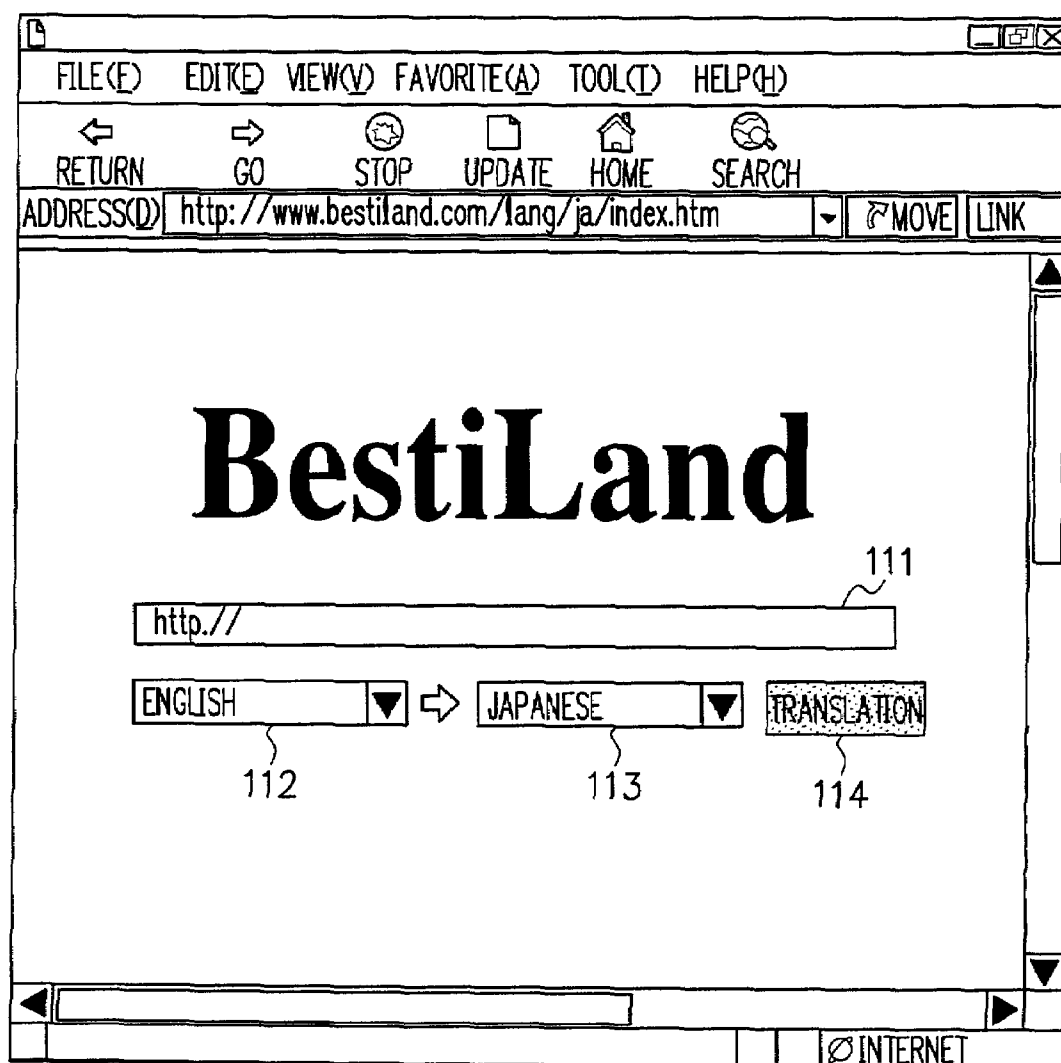 FILE(F) EDIT(E) VIEW(V) FAVORITE(A) TOOL(T) HELP(H)
RETURN GO STOP UPDATE HOME SEARCH
ADDRESS(D) http://www.bestiland.com/lang/ja/index.htm MOVE LINK
BestiLand
111
http.//
ENGLISH JAPANESE TRANSLATION
112 113 114
INTERNET